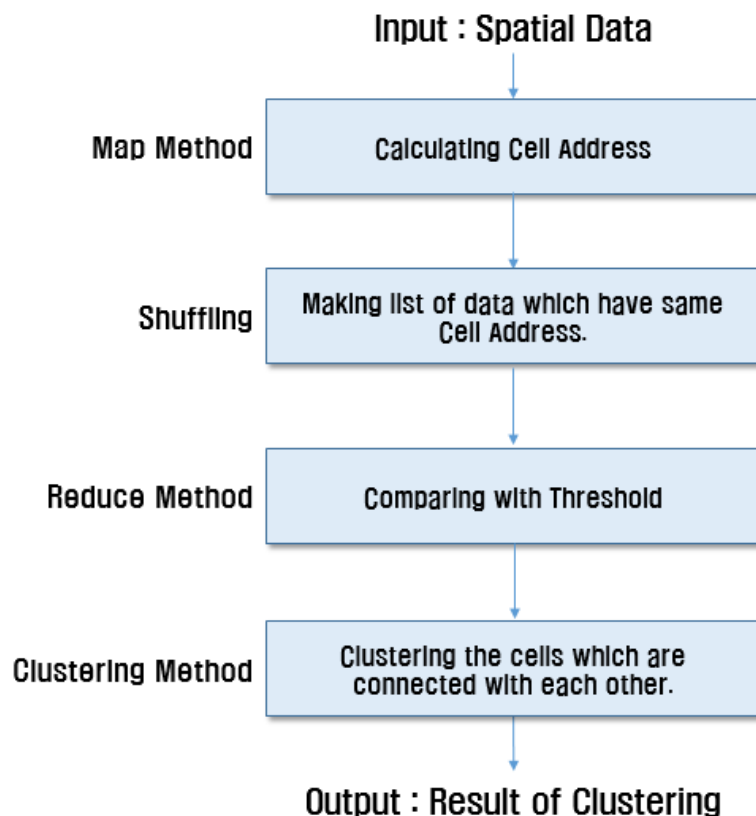 Input : Spatial Data
Map Method
Calculating Cell Address
Shuffling
Making list of data which have same
Cell Address.
Reduce Method
Comparing with Threshold
Clustering Method
Clustering the cells which are
connected with each other.
Output : Result of Clustering